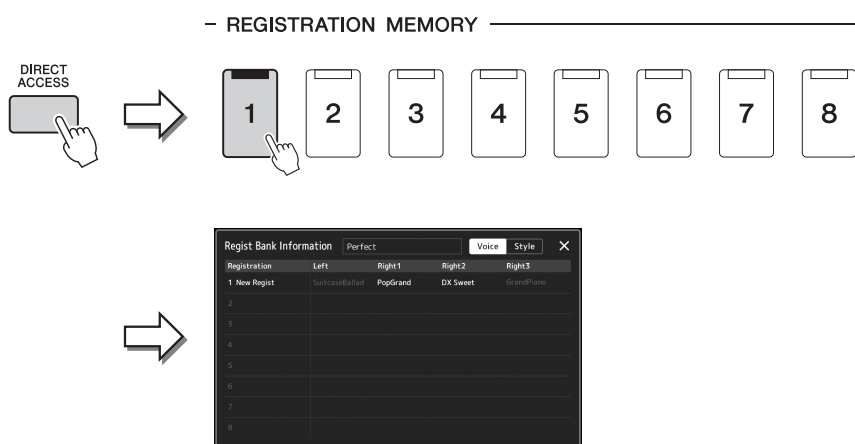 REGISTRATION MEMORY
DIRECT
ACCESS
1 2 3 4 5 6 7 8
Regist Bank Information Perfect Voice Style X
Registration Left Right1 Right2 Right3
1 New Regist SuitcaseBallad PopGrand DX Sweet GrandPiano
2
3
4
5
6
7
8